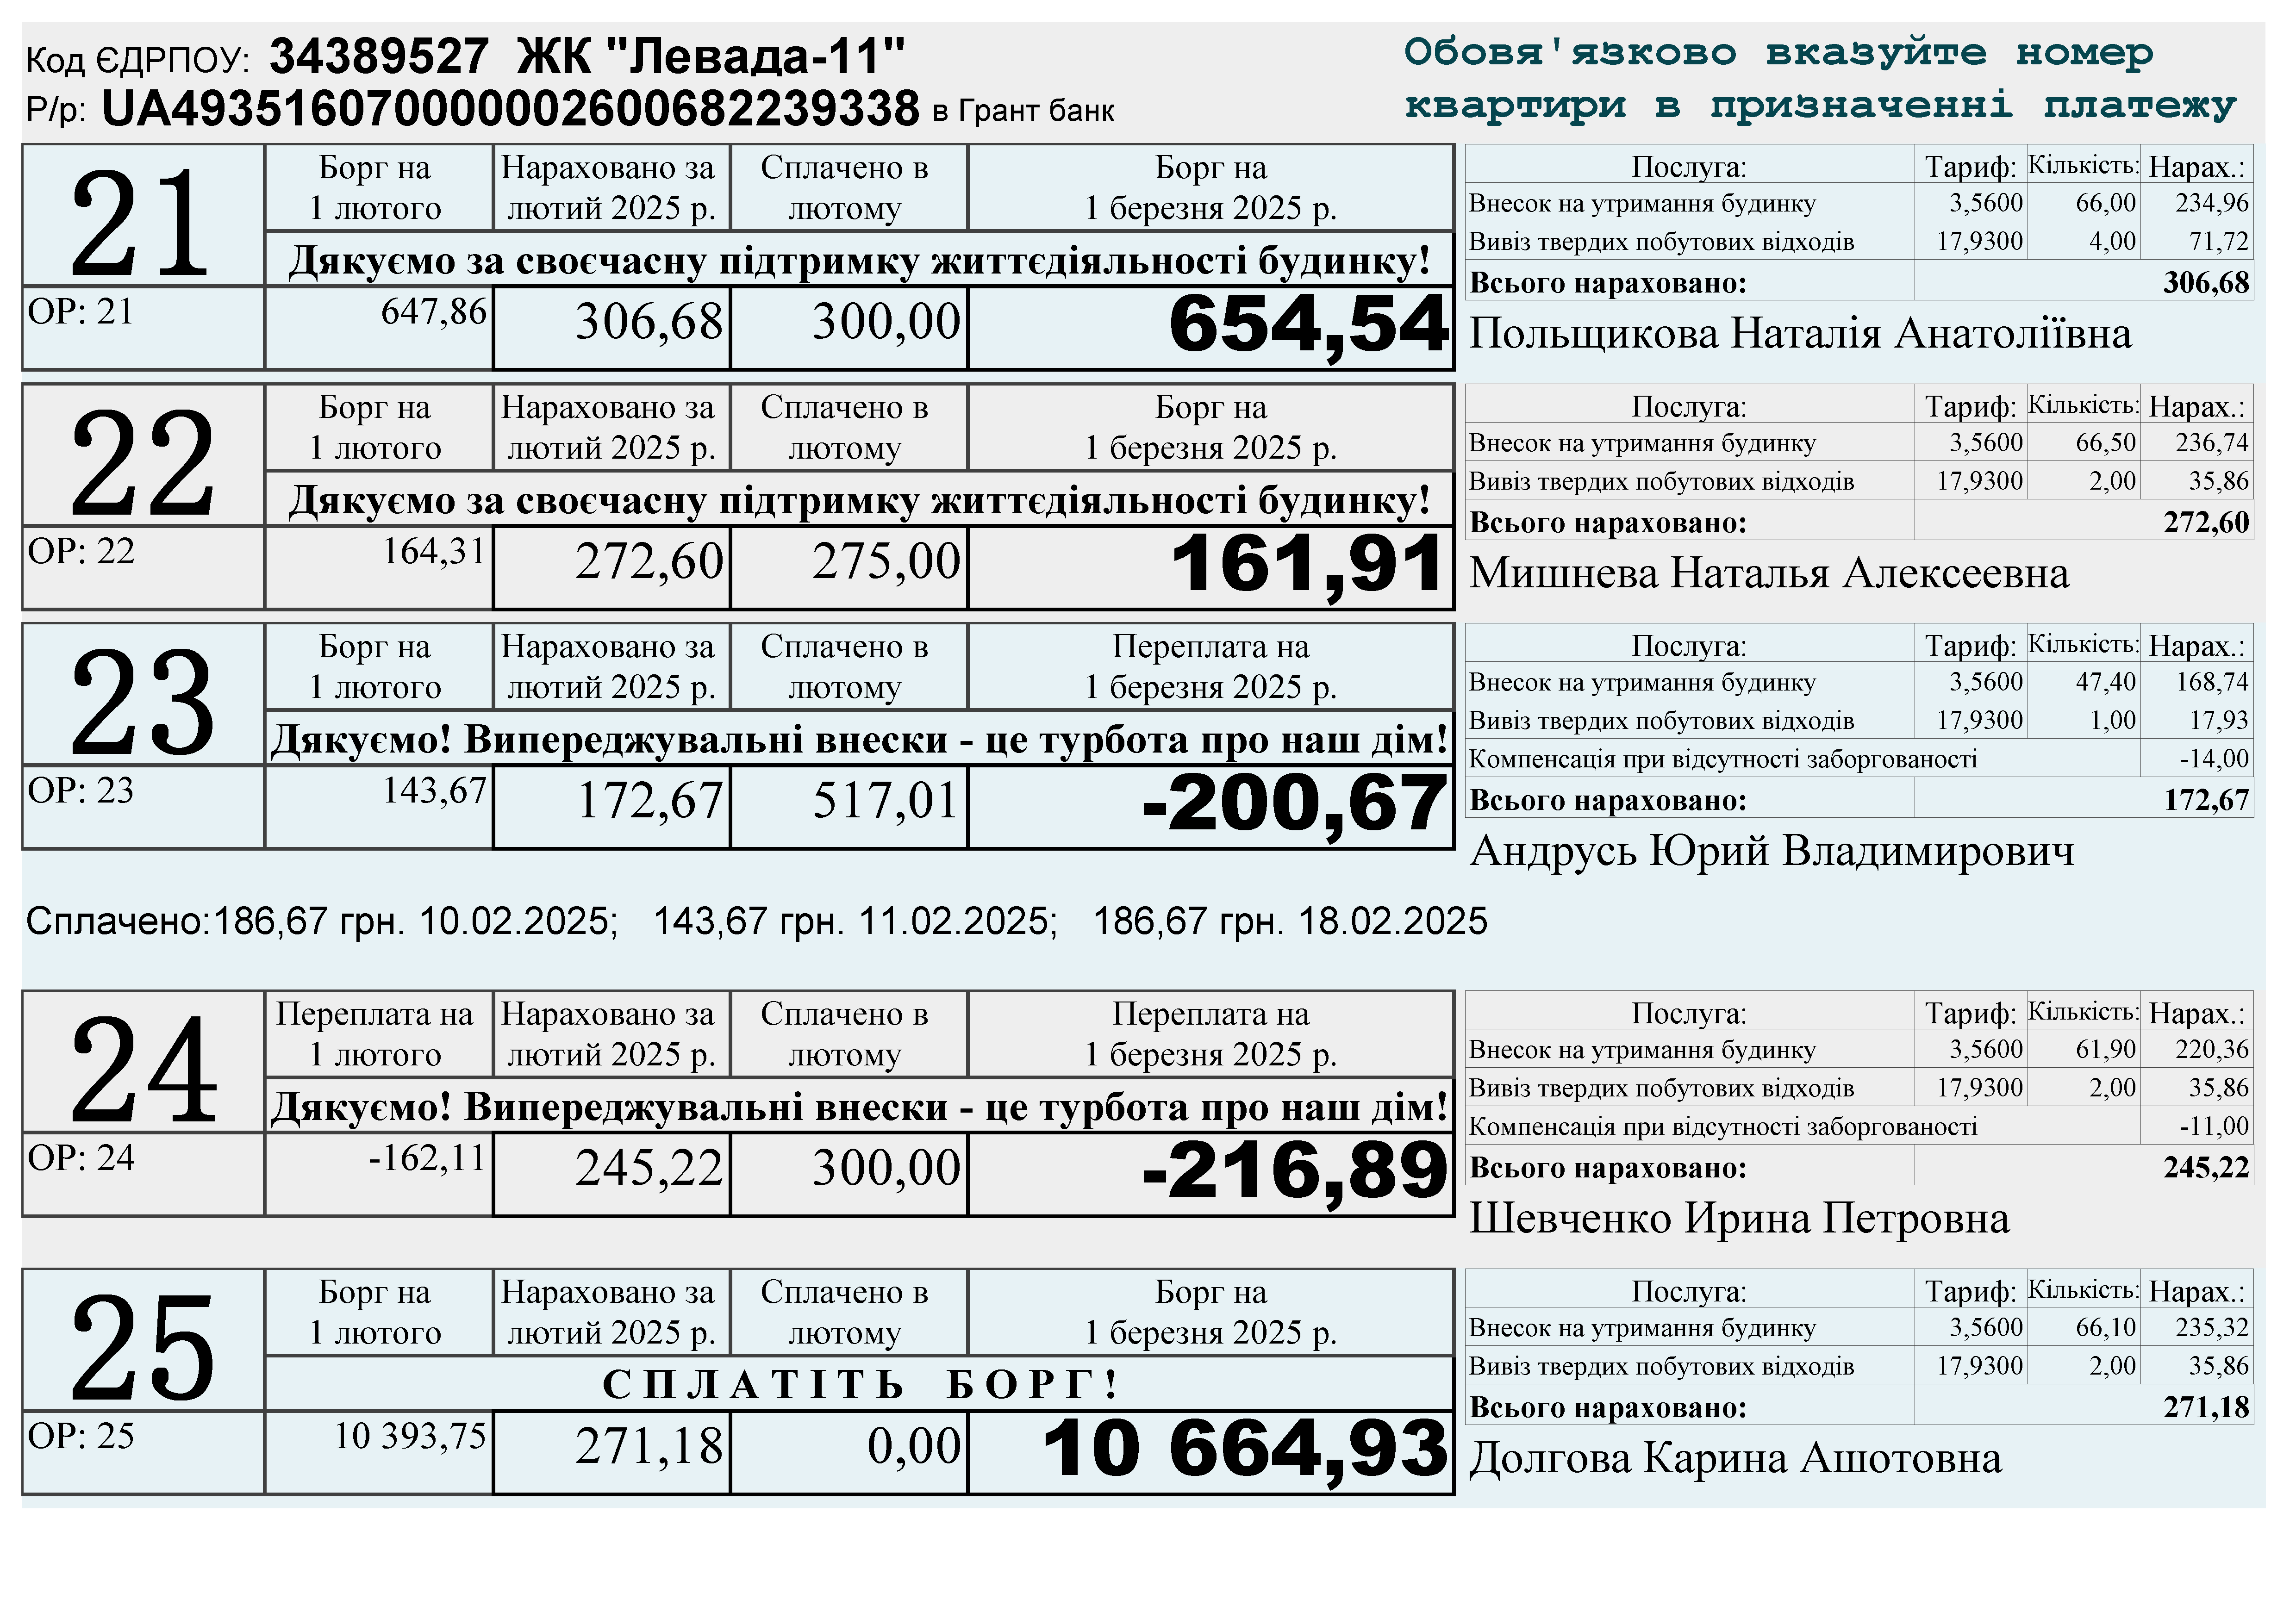 Код ЄДРПОУ: 34389527 ЖК "Левада-11"
Р/р: UA493516070000002600682239338 в Грант банк
Обовя'язково вказуйте номер
квартири в призначенні платежу
21
Борг на
1 лютого
Нараховано за
лютий 2025 р.
Сплачено в
лютому
Борг на
1 березня 2025 р.
Дякуємо за своєчасну підтримку життєдіяльності будинку!
ОР: 21 647,86 306,68 300,00 654,54
Послуга: Тариф: Кількість: Нарах.:
Внесок на утримання будинку 3,5600 66,00 234,96
Вивіз твердих побутових відходів 17,9300 4,00 71,72
Всього нараховано: 306,68
Польщикова Наталія Анатоліївна
22
Борг на
1 лютого
Нараховано за
лютий 2025 р.
Сплачено в
лютому
Борг на
1 березня 2025 р.
Дякуємо за своєчасну підтримку життєдіяльності будинку!
ОР: 22 164,31 272,60 275,00 161,91
Послуга: Тариф: Кількість: Нарах.:
Внесок на утримання будинку 3,5600 66,50 236,74
Вивіз твердих побутових відходів 17,9300 2,00 35,86
Всього нараховано: 272,60
Мишнева Наталья Алексеевна
23
Борг на
1 лютого
Нараховано за
лютий 2025 р.
Сплачено в
лютому
Переплата на
1 березня 2025 р.
Дякуємо! Випереджувальні внески - це турбота про наш дім!
ОР: 23 143,67 172,67 517,01 -200,67
Послуга: Тариф: Кількість: Нарах.:
Внесок на утримання будинку 3,5600 47,40 168,74
Вивіз твердих побутових відходів 17,9300 1,00 17,93
Компенсація при відсутності заборгованості -14,00
Всього нараховано: 172,67
Андрусь Юрий Владимирович
Сплачено:186,67 грн. 10.02.2025; 143,67 грн. 11.02.2025; 186,67 грн. 18.02.2025
24
Переплата на
1 лютого
Нараховано за
лютий 2025 р.
Сплачено в
лютому
Переплата на
1 березня 2025 р.
Дякуємо! Випереджувальні внески - це турбота про наш дім!
ОР: 24 -162,11 245,22 300,00 -216,89
Послуга: Тариф: Кількість: Нарах.:
Внесок на утримання будинку 3,5600 61,90 220,36
Вивіз твердих побутових відходів 17,9300 2,00 35,86
Компенсація при відсутності заборгованості -11,00
Всього нараховано: 245,22
Шевченко Ирина Петровна
25
Борг на
1 лютого
Нараховано за
лютий 2025 р.
Сплачено в
лютому
Борг на
1 березня 2025 р.
СПЛАТІТЬ БОРГ!
ОР: 25 10 393,75 271,18 0,00 10 664,93
Послуга: Тариф: Кількість: Нарах.:
Внесок на утримання будинку 3,5600 66,10 235,32
Вивіз твердих побутових відходів 17,9300 2,00 35,86
Всього нараховано: 271,18
Долгова Карина Ашотовна